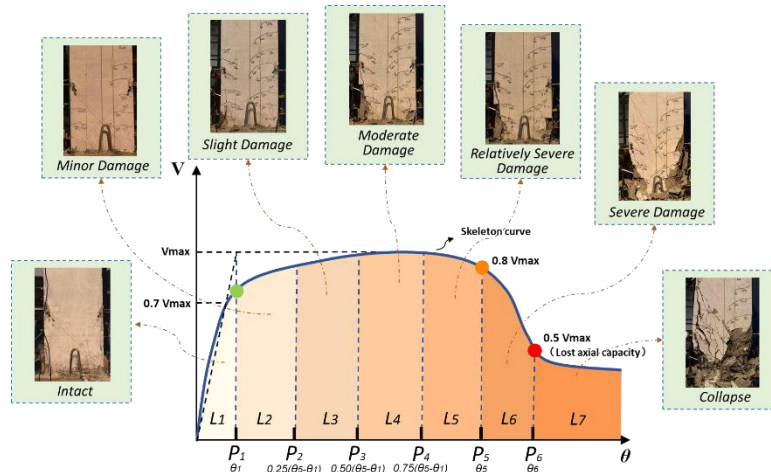 Minor Damage
Slight Damage
Moderate
Damage
Relatively Severe
Damage
Severe Damage
Intact
Collapse
V
Vmax
0.7 Vmax
Skeleton curve
0.8 Vmax
0.5 Vmax
（Lost axial capacity）
L1 L2 L3 L4 L5 L6 L7
P1 P2 P3 P4 P5 P6 θ
θ1 0.25(θ5-θ1) 0.50(θ5-θ1) 0.75(θ5-θ1) θ5 θ6